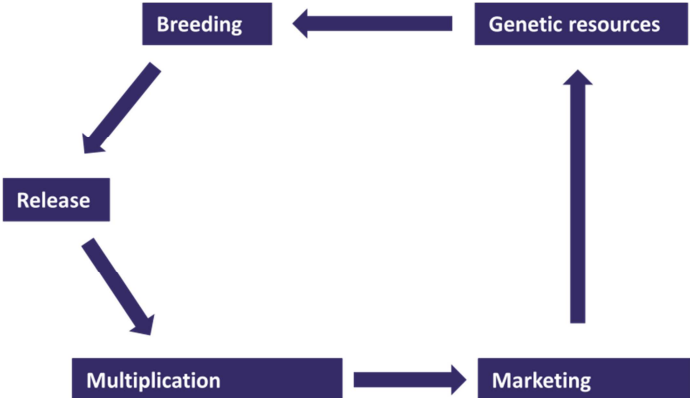 Breeding
Genetic resources
Release
Multiplication
Marketing